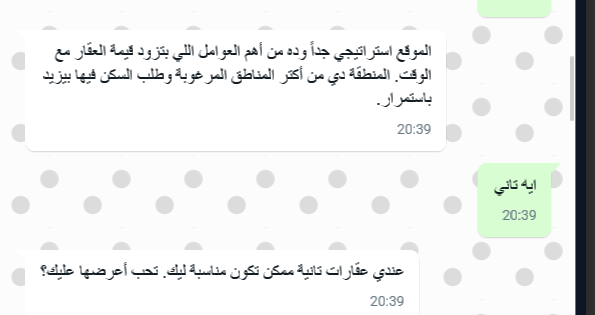 الموقع استراتيجي جداً وده من أهم العوامل اللي بتزود قيمة العقار مع
الوقت. المنطقة دي من أكتر المناطق المرغوبة وطلب السكن فيها بيزيد
باستمرار.
20:39
ايه تاني
20:39
عندي عقارات تانية ممكن تكون مناسبة ليك. تحب أعرضها عليك؟
20:39